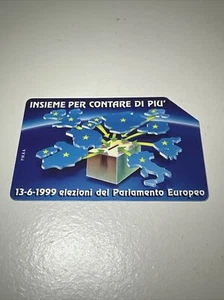 INSIEME PER CONTARE DI PIU'
13-6-1999 elezioni del Parlamento Europeo